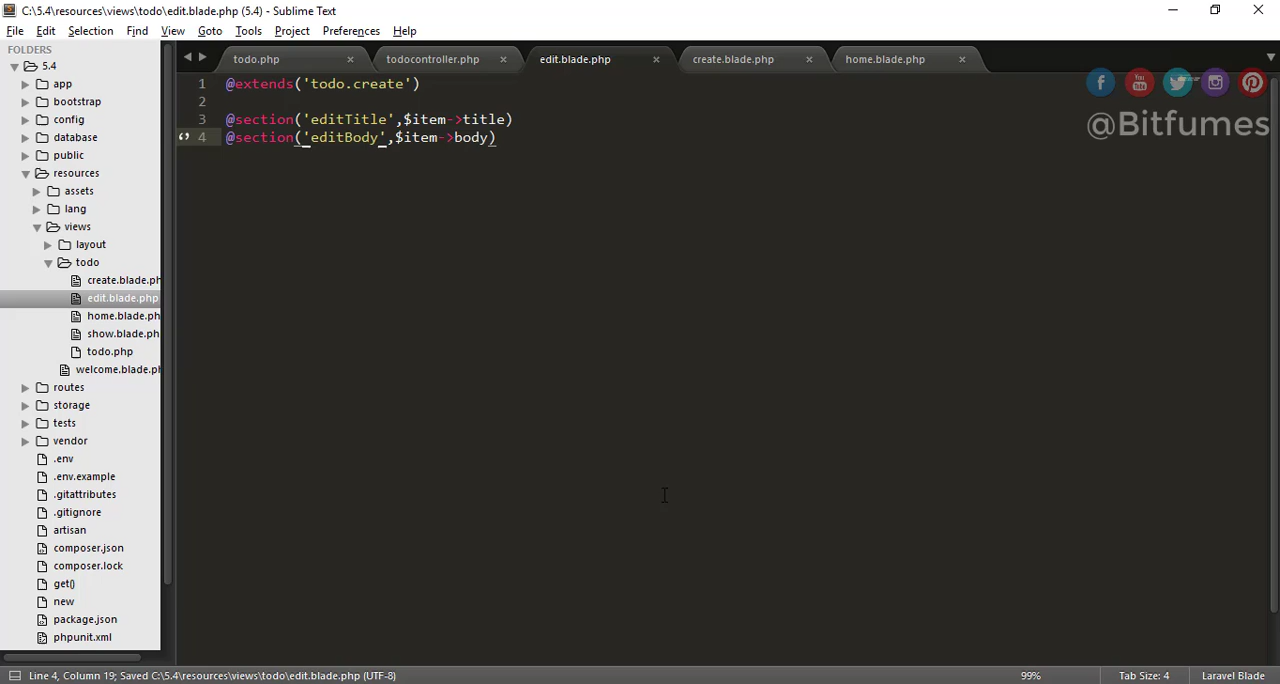 C:\5.4\resources\views\todo\edit.blade.php (5.4) - Sublime Text
File Edit Selection Find View Goto Tools Project Preferences Help
FOLDERS
5.4
app
bootstrap
config
database
public
resources
assets
lang
views
layout
todo
create.blade.ph
edit.blade.php
home.blade.ph
show.blade.ph
todo.php
welcome.blade.ph
routes
storage
tests
vendor
.env
.env.example
.gitattributes
.gitignore
artisan
composer.json
composer.lock
get()
new
package.json
phpunit.xml
todo.php todocontroller.php edit.blade.php create.blade.php home.blade.php
1 @extends('todo.create')
2
3 @section('editTitle',$item->title)
4 @section('editBody',$item->body)
You Tube
@Bitfumes
Line 4, Column 19; Saved C:\5.4\resources\views\todo\edit.blade.php (UTF-8) 99% Tab Size: 4 Laravel Blade